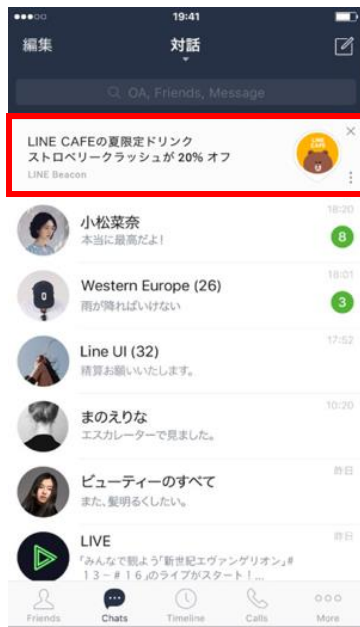 19:41
編集
対話
OA, Friends, Message
LINE CAFEの夏限定ドリンク
ストロベリークラッシュが 20% オフ
LINE Beacon
LINE
CAFE
小松菜奈
18:20
本当に最高だよ！
8
Western Europe (26)
18:01
雨が降ればいけない
3
Line UI (32)
17:52
精算お願いいたします。
まのえりな
10:20
エスカレーターで見ました。
ビューティーのすべて
昨日
また、髪明るくしたい。
LIVE
昨日
「みんなで観よう「新世紀エヴァンゲリオン」#
１３－＃１６」のライブがスタート！...
Friends
Chats
Timeline
Calls
More